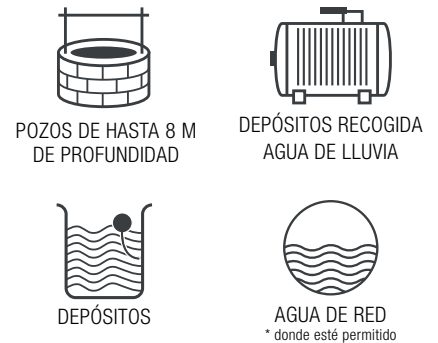 POZOS DE HASTA 8 M
DE PROFUNDIDAD
DEPÓSITOS RECOGIDA
AGUA DE LLUVIA
DEPÓSITOS
AGUA DE RED
* donde esté permitido